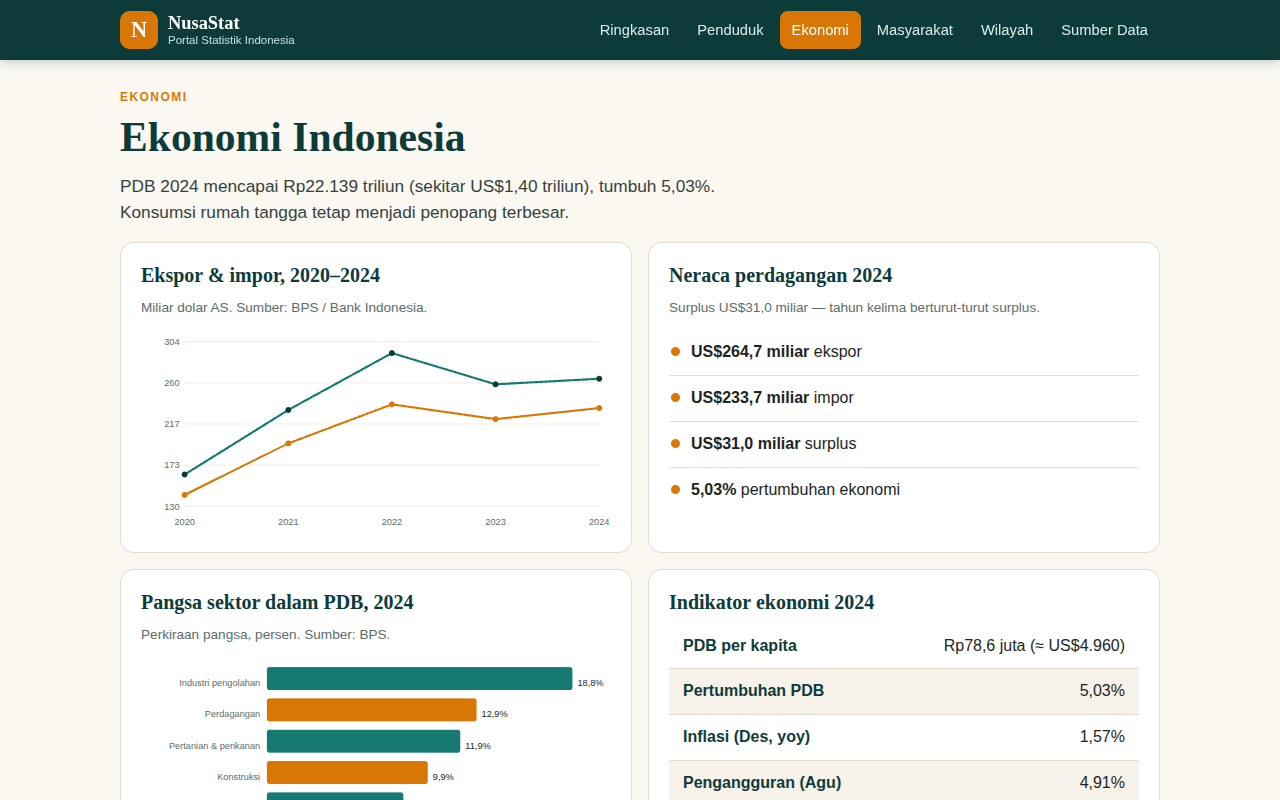 N
NusaStat
Portal Statistik Indonesia
Ringkasan
Penduduk
Ekonomi
Masyarakat
Wilayah
Sumber Data
EKONOMI
Ekonomi Indonesia
PDB 2024 mencapai Rp22.139 triliun (sekitar US$1,40 triliun), tumbuh 5,03%.
Konsumsi rumah tangga tetap menjadi penopang terbesar.
Ekspor & impor, 2020–2024
Miliar dolar AS. Sumber: BPS / Bank Indonesia.
304
260
217
173
130
2020
2021
2022
2023
2024
Neraca perdagangan 2024
Surplus US$31,0 miliar — tahun kelima berturut-turut surplus.
US$264,7 miliar ekspor
US$233,7 miliar impor
US$31,0 miliar surplus
5,03% pertumbuhan ekonomi
Pangsa sektor dalam PDB, 2024
Perkiraan pangsa, persen. Sumber: BPS.
Industri pengolahan 18,8%
Perdagangan 12,9%
Pertanian & perikanan 11,9%
Konstruksi 9,9%
Indikator ekonomi 2024
PDB per kapita Rp78,6 juta (≈ US$4.960)
Pertumbuhan PDB 5,03%
Inflasi (Des, yoy) 1,57%
Pengangguran (Agu) 4,91%